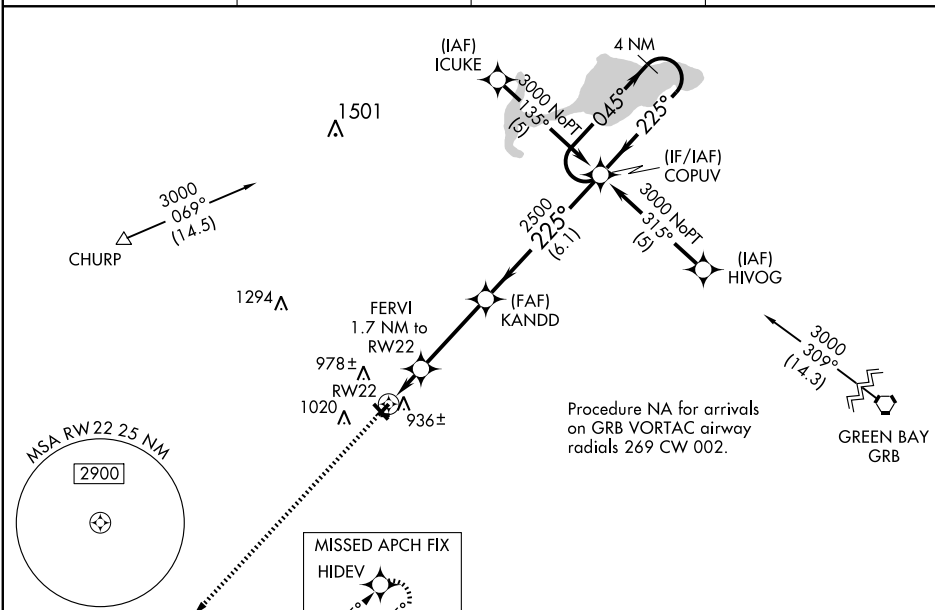 (IAF)
ICUKE
4 NM
3000 NoPT
135°
(5)
045°
225°
1501
(IF/IAF)
COPUV
3000
069°
(14.5)
CHURP
2500
225°
(6.1)
3000 NoPT
315°
(5)
(IAF)
HIVOG
1294
FERVI
1.7 NM to
RW22
(FAF)
KANDD
3000
309°
(14.3)
978±
RW22
1020
936±
Procedure NA for arrivals
on GRB VORTAC airway
radials 269 CW 002.
GREEN BAY
GRB
MSA RW22 25 NM
2900
MISSED APCH FIX
HIDEV